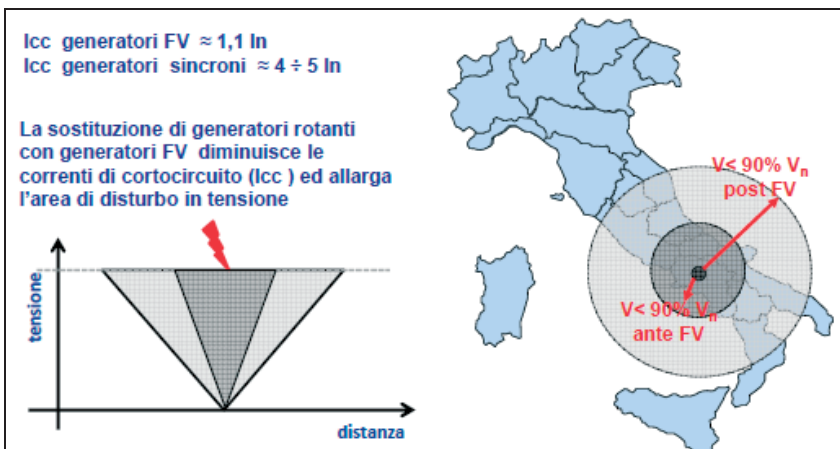 Icc generatori FV ≈ 1,1 In
Icc generatori sincroni ≈ 4 ÷ 5 In
La sostituzione di generatori rotanti
con generatori FV diminuisce le
correnti di cortocircuito (Icc ) ed allarga
l'area di disturbo in tensione
tensione
distanza
V< 90% Vn
post FV
V< 90% Vn
ante FV